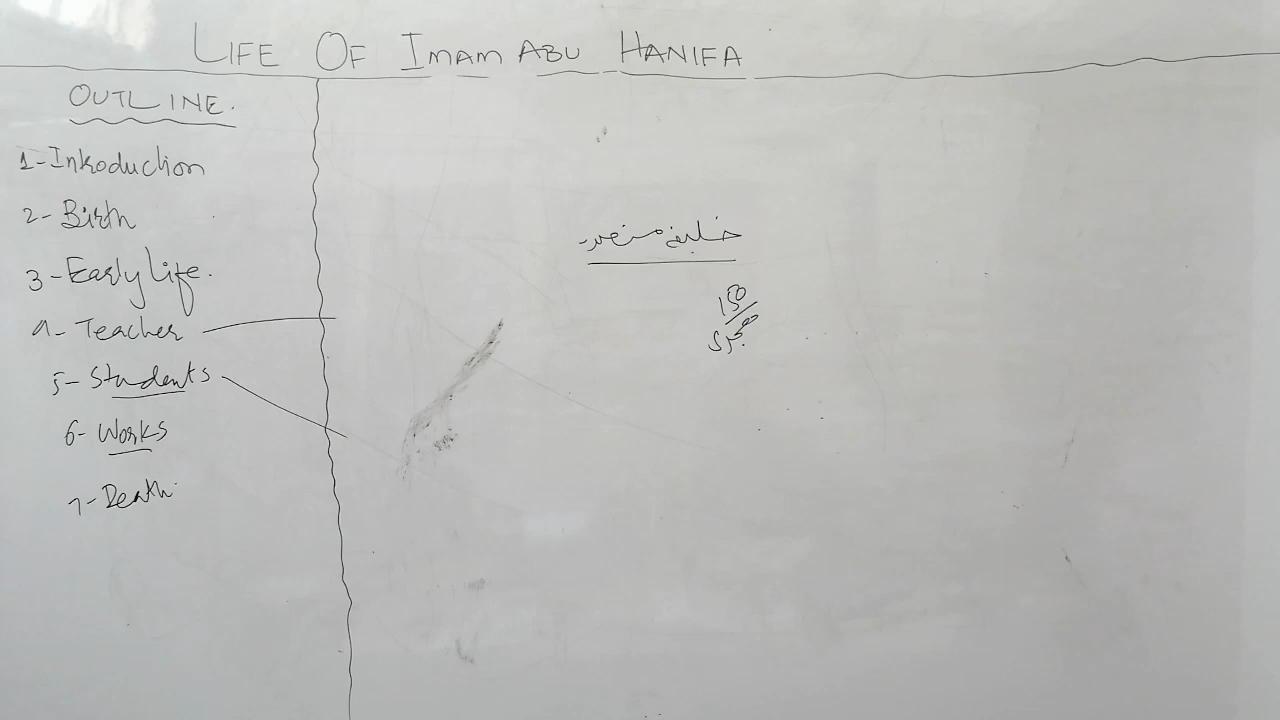 LIFE OF IMAM ABU HANIFA
OUTLINE.
1-Introduction
2- Birth
3-Early Life.
4- Teacher
5- Students
6- Works
7-Death
خلیفہ منصور
150
ھجری